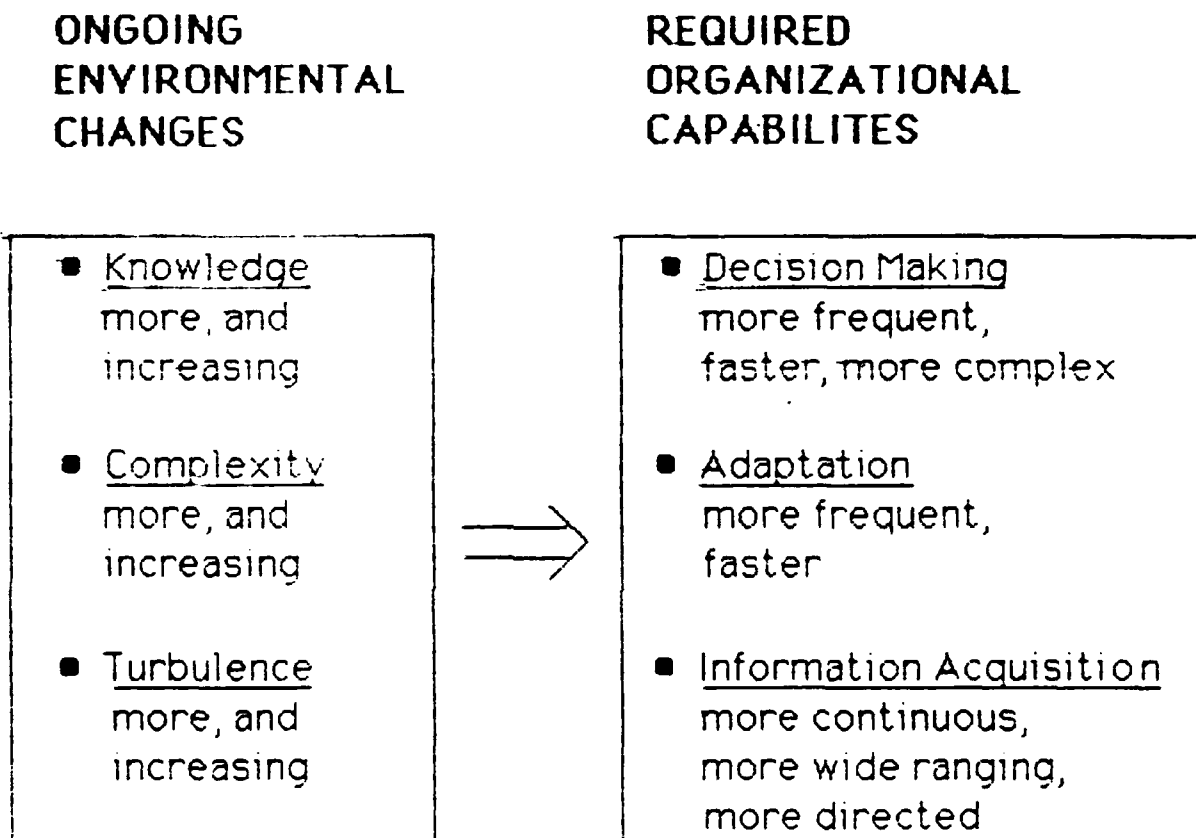 ONGOING
ENVIRONMENTAL
CHANGES
REQUIRED
ORGANIZATIONAL
CAPABILITES
■ Knowledge
more, and
increasing
■ Complexity
more, and
increasing
■ Turbulence
more, and
increasing
■ Decision Making
more frequent,
faster, more complex
■ Adaptation
more frequent,
faster
■ Information Acquisition
more continuous,
more wide ranging,
more directed